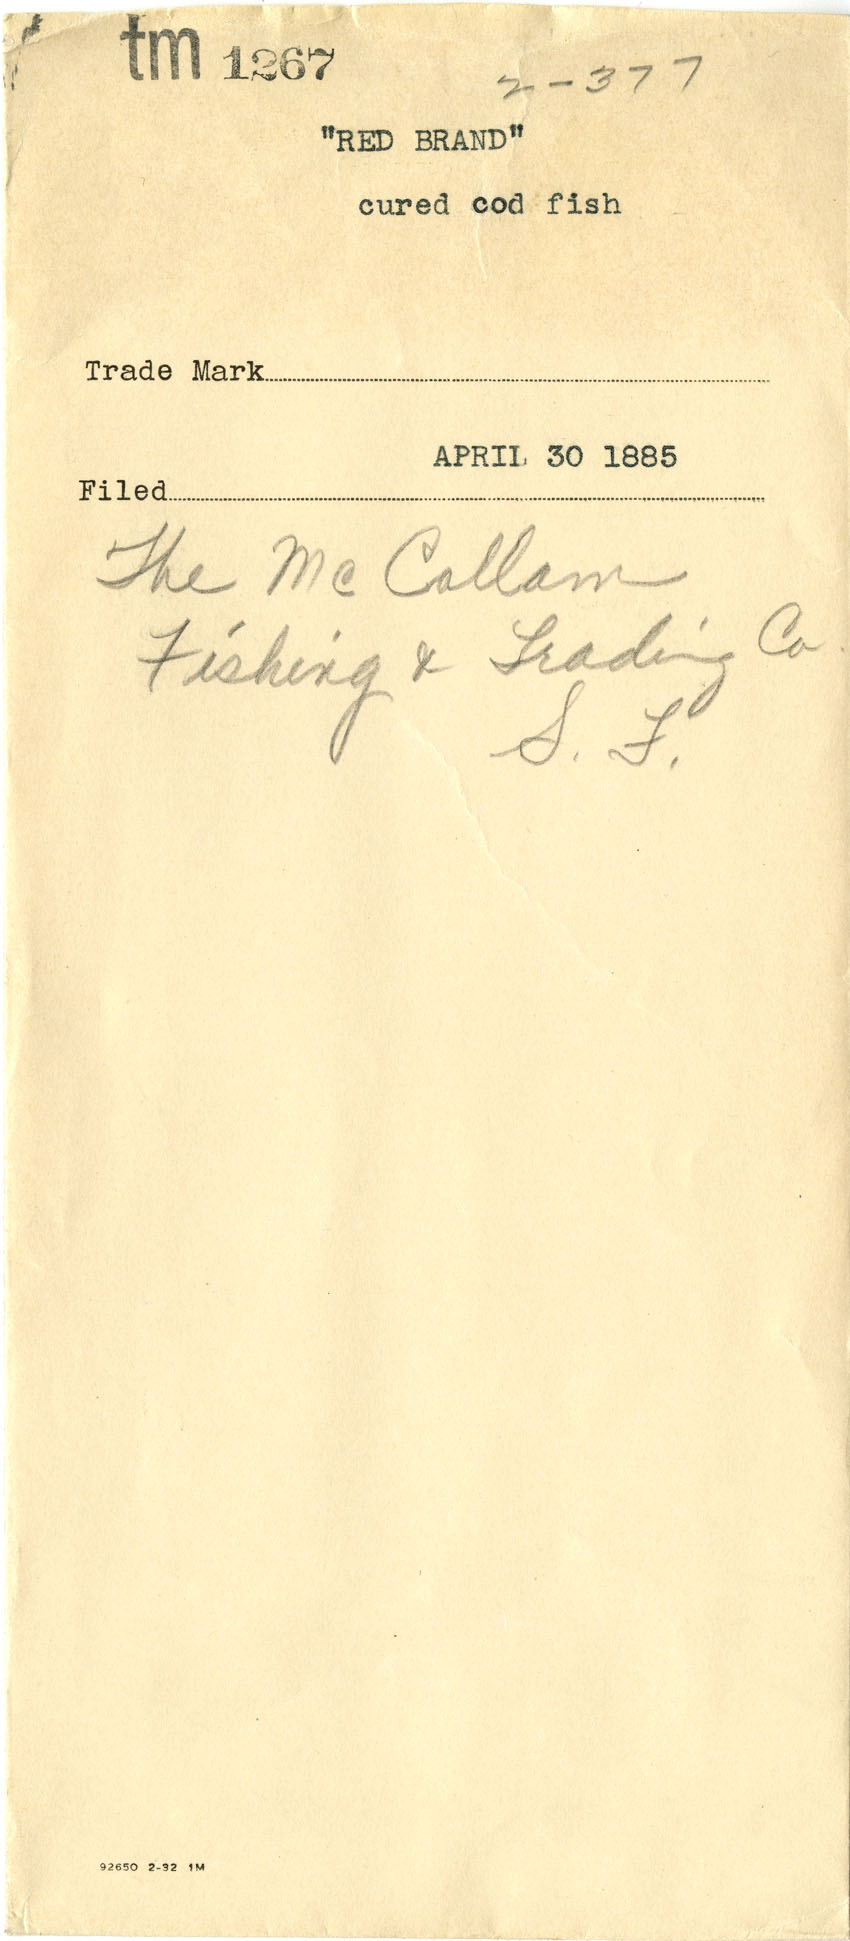 tm 1267
2-377
"RED BRAND"
cured cod fish
Trade Mark
APRIL 30 1885
Filed
The McCollam
Fishing & Trading Co.
S. F.
92650 2-32 1M